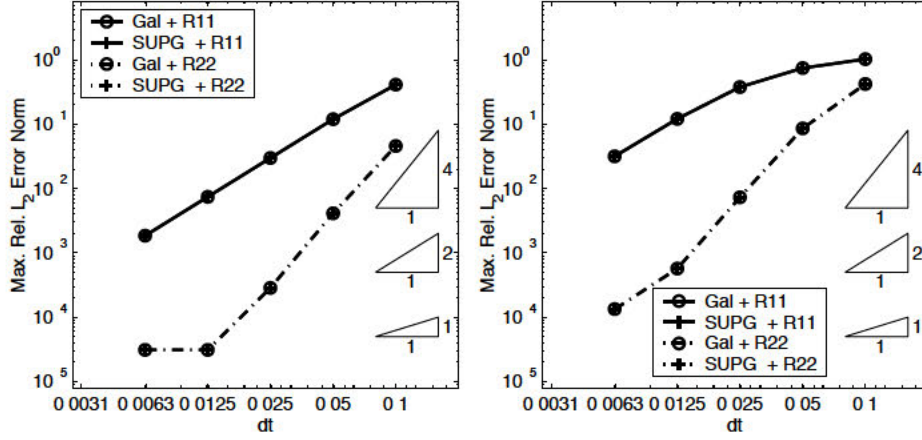 Gal + R11
SUPG + R11
Gal + R22
SUPG + R22
Max. Rel. L2 Error Norm
10 0
10 1
10 2
10 3
10 4
10 5
4
1
2
1
1
1
0 0031 0 0063 0 0125 0 025 0 05 0 1
dt
Max. Rel. L2 Error Norm
10 0
10 1
10 2
10 3
10 4
10 5
4
1
2
1
1
1
Gal + R11
SUPG + R11
Gal + R22
SUPG + R22
0 0031 0 0063 0 0125 0 025 0 05 0 1
dt